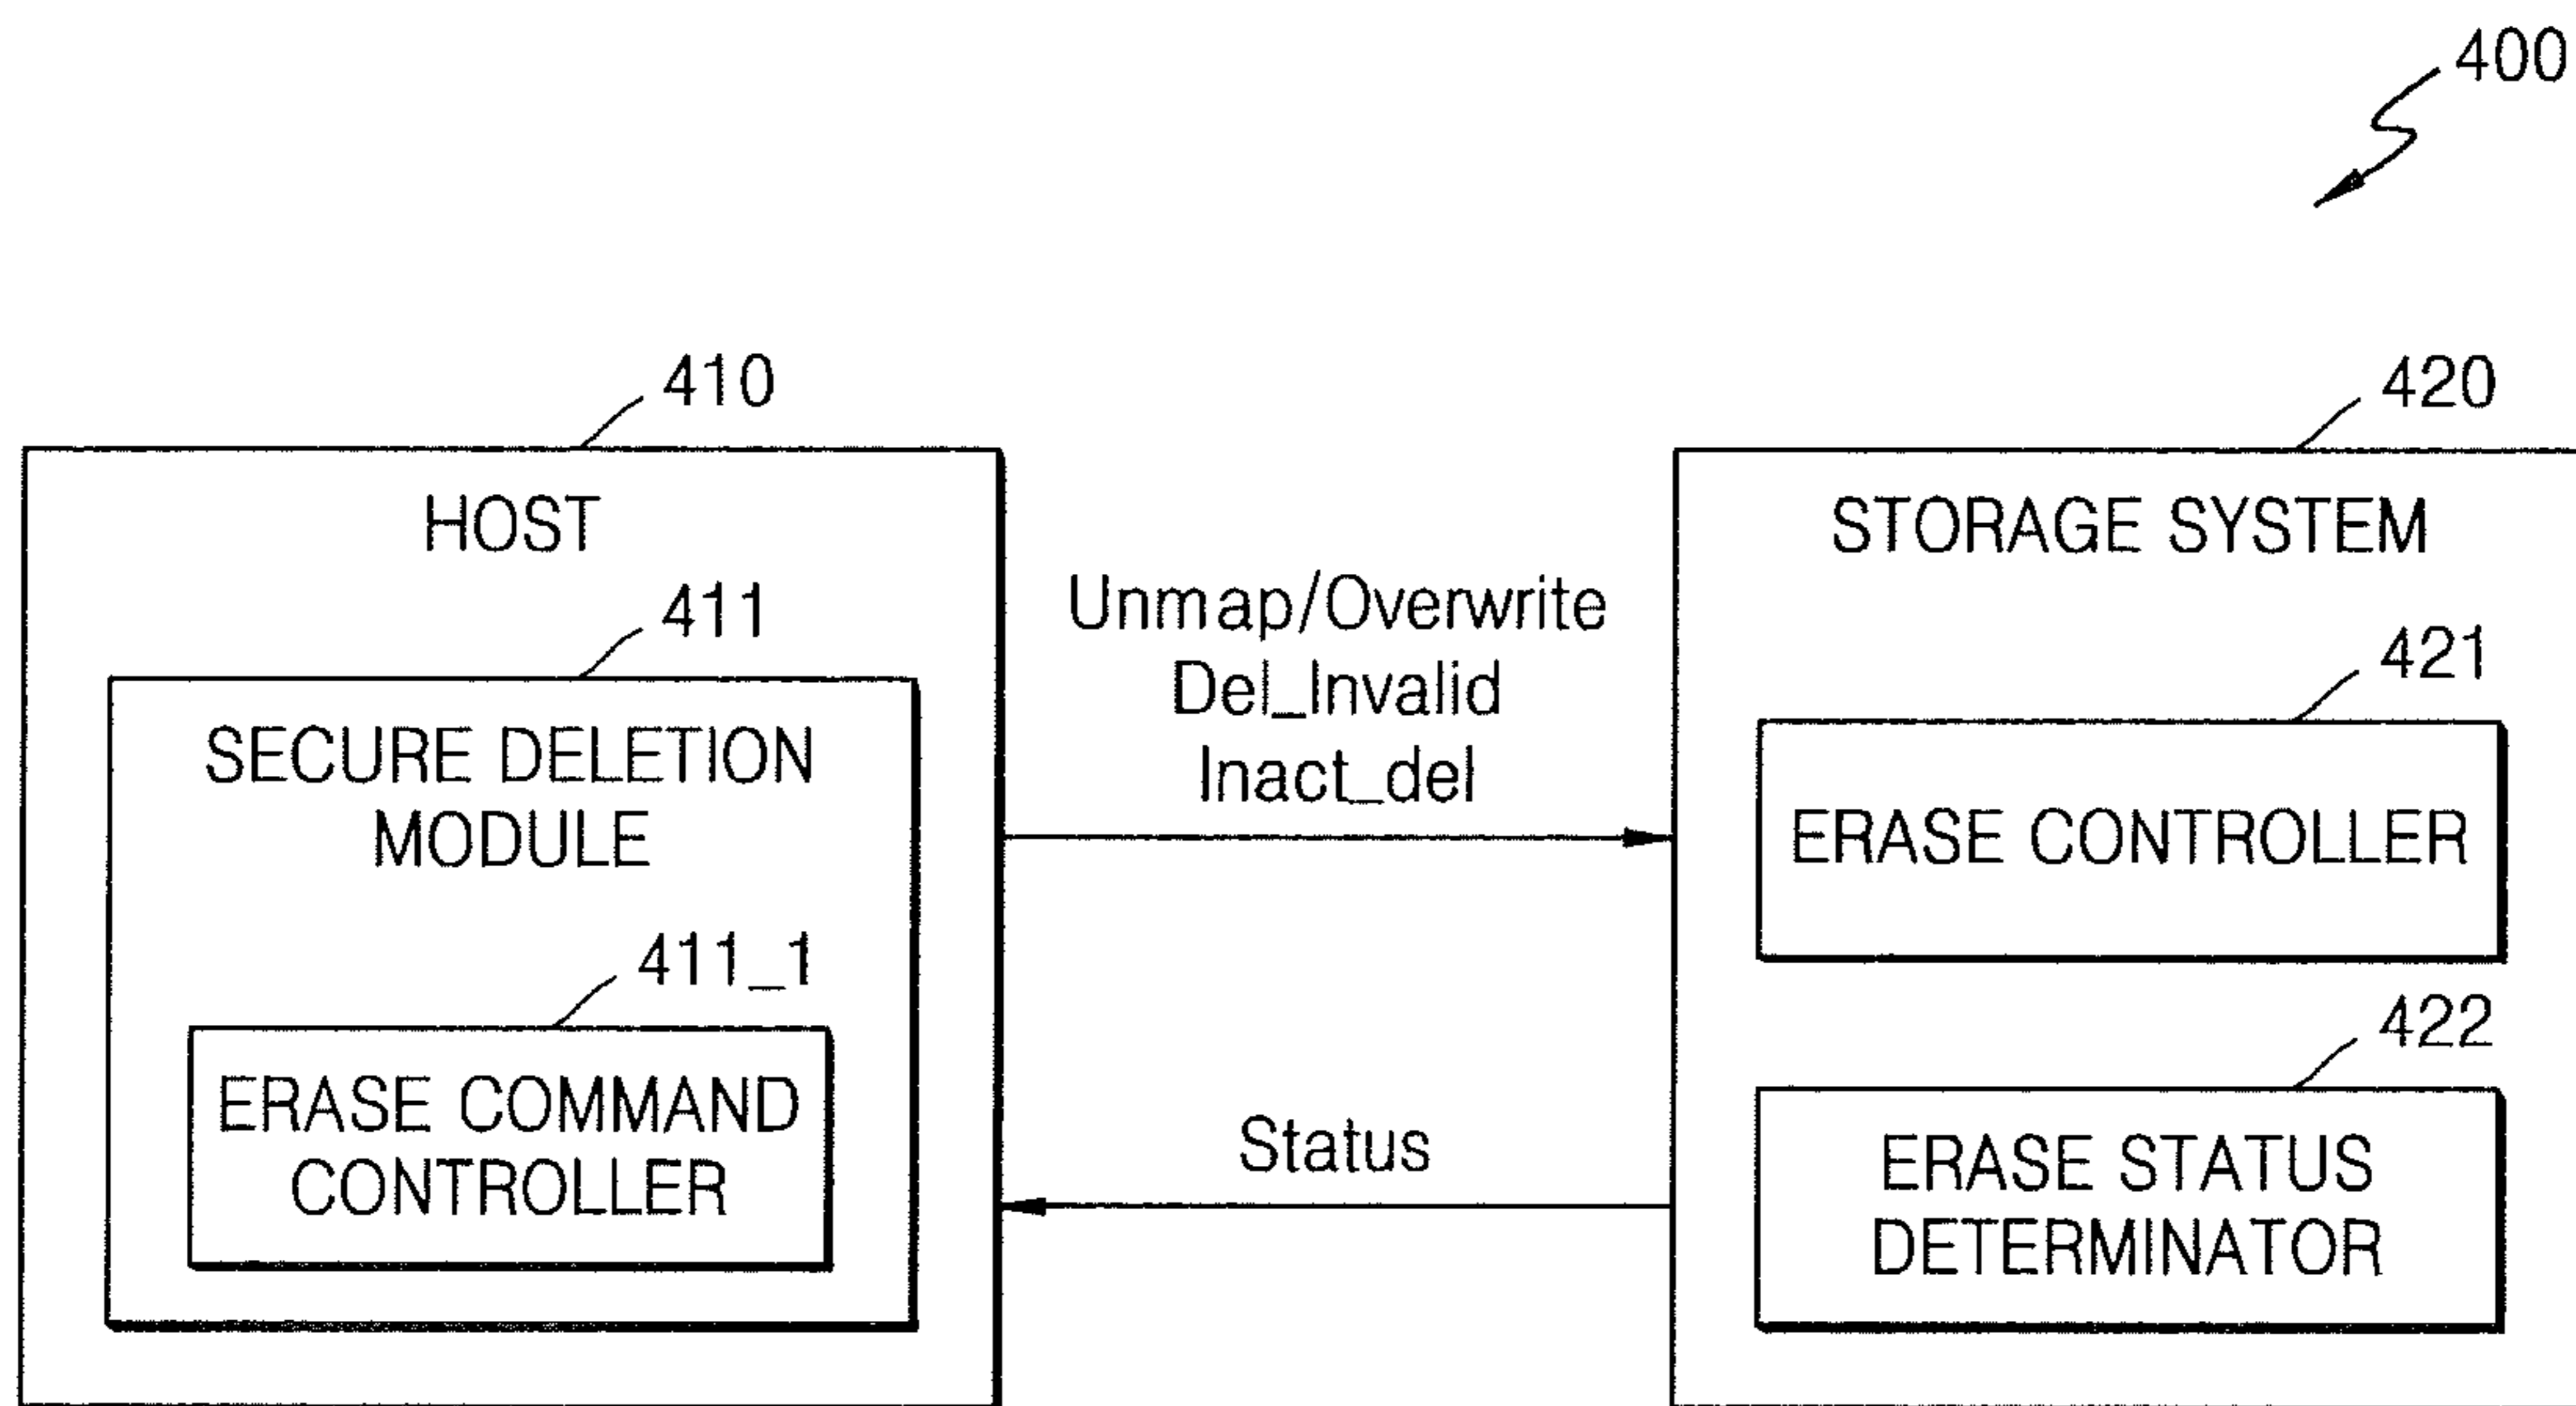 400
410
HOST
411
SECURE DELETION
MODULE
411_1
ERASE COMMAND
CONTROLLER
Unmap/Overwrite
Del_Invalid
Inact_del
Status
420
STORAGE SYSTEM
421
ERASE CONTROLLER
422
ERASE STATUS
DETERMINATOR